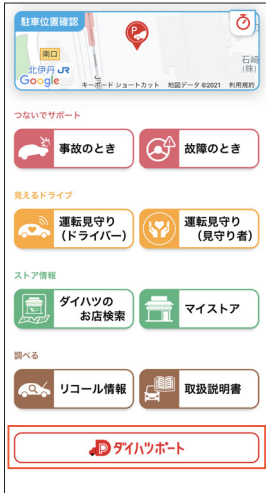 駐車位置確認
南口
北伊丹 JR
石崎
(株)
Google
キーボード ショートカット 地図データ ©2021 利用規約
つないでサポート
事故のとき
故障のとき
見えるドライブ
運転見守り
（ドライバー）
運転見守り
（見守り者）
ストア情報
ダイハツの
お店検索
マイストア
調べる
リコール情報
取扱説明書
ダイハツポート